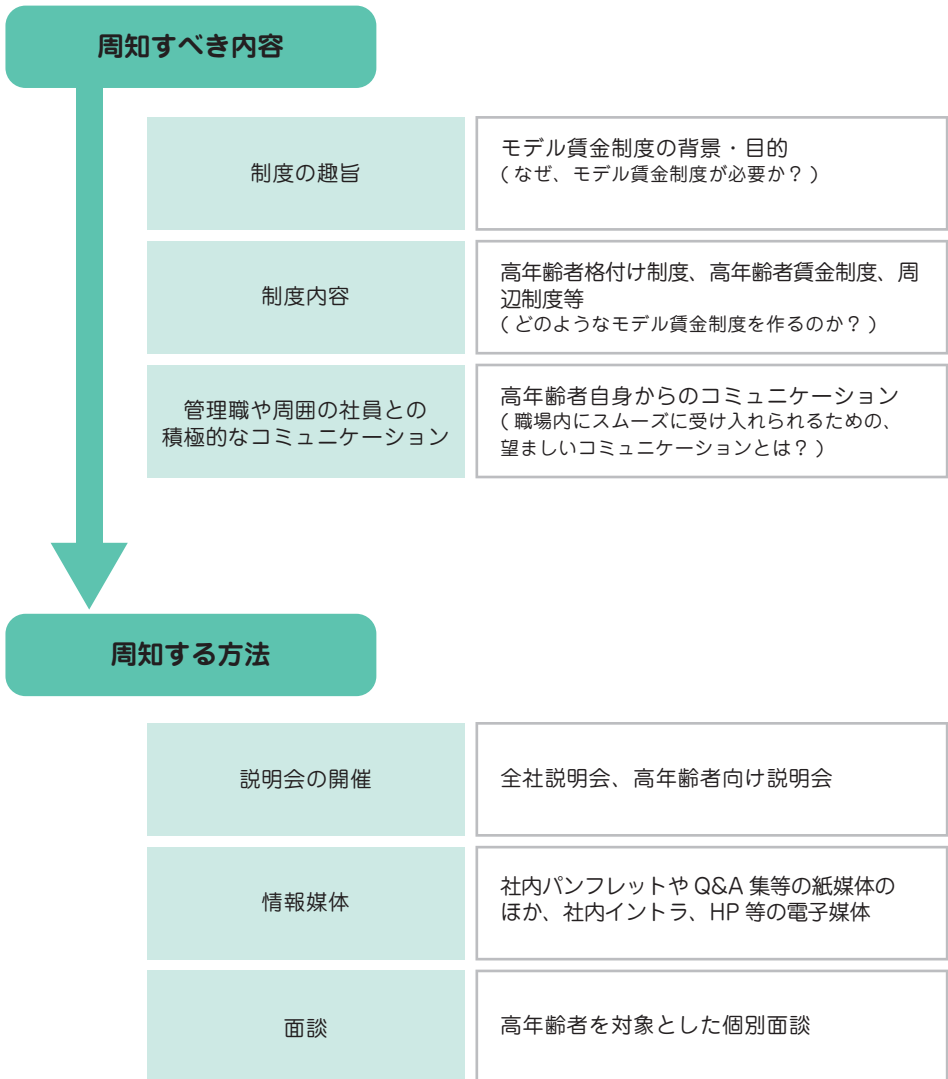 周知すべき内容
制度の趣旨
モデル賃金制度の背景・目的
(なぜ、モデル賃金制度が必要か？)
制度内容
高年齢者格付け制度、高年齢者賃金制度、周
辺制度等
(どのようなモデル賃金制度を作るのか？)
管理職や周囲の社員との
積極的なコミュニケーション
高年齢者自身からのコミュニケーション
(職場内にスムーズに受け入れられるための、
望ましいコミュニケーションとは？)
周知する方法
説明会の開催
全社説明会、高年齢者向け説明会
情報媒体
社内パンフレットや Q&A 集等の紙媒体の
ほか、社内イントラ、HP 等の電子媒体
面談
高年齢者を対象とした個別面談